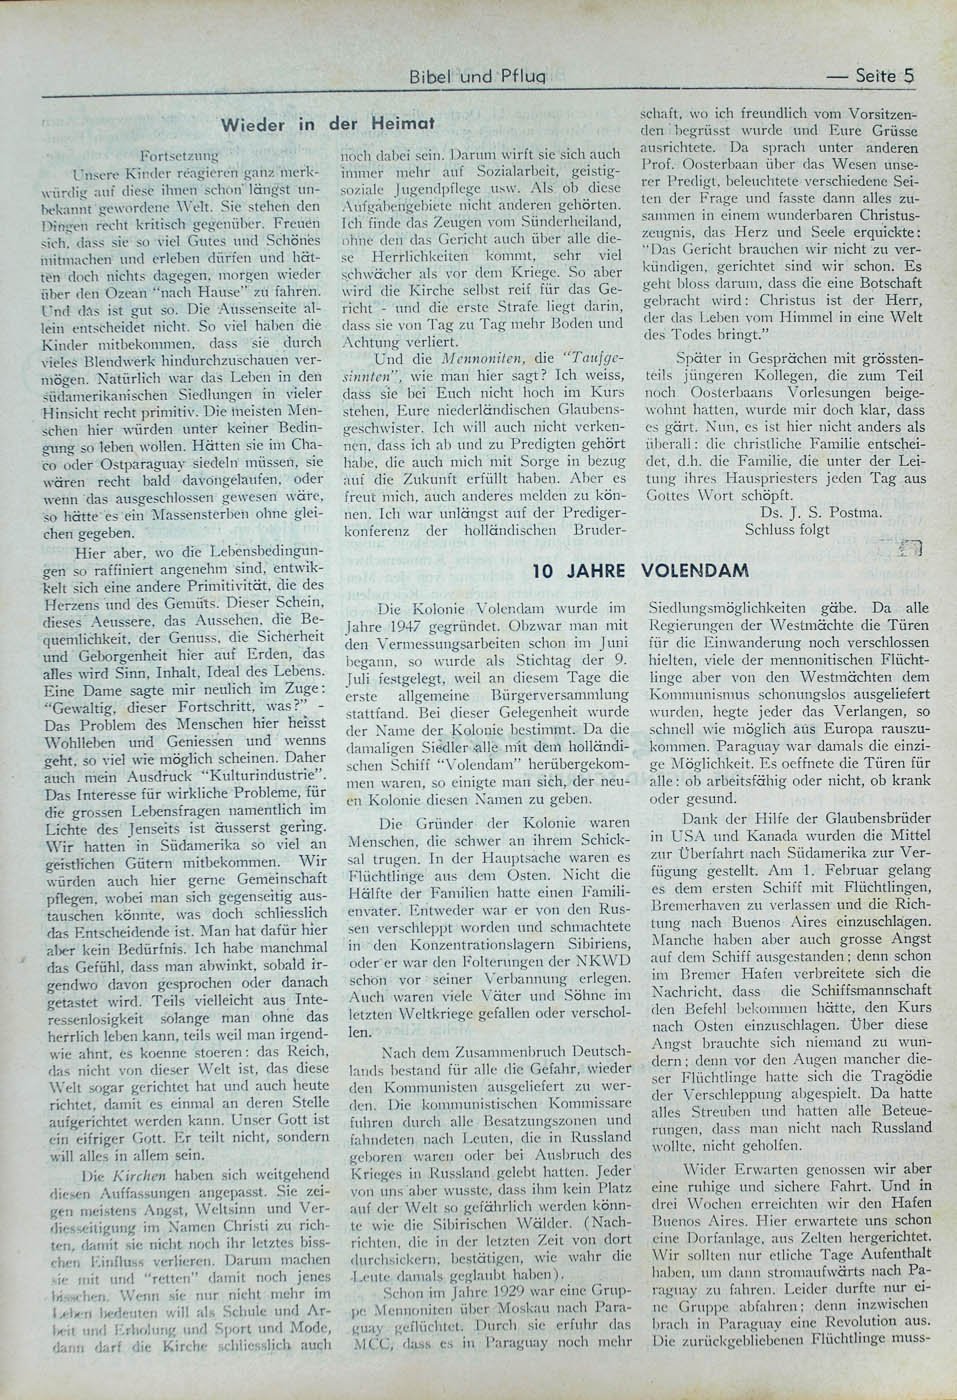 Bibel und Pflug
— Seite 5
Wieder in der Heimat
Fortsetzung
Unsere Kinder reagieren ganz merk-
würdig auf diese ihnen schon längst un-
bekannt gewordene Welt. Sie stehen den
Dingen recht kritisch gegenüber. Freuen
sich, dass sie so viel Gutes und Schönes
mitmachen und erleben dürfen und hät-
ten doch nichts dagegen, morgen wieder
über den Ozean “nach Hause” zu fahren.
Und das ist gut so. Die Aussenseite al-
lein entscheidet nicht. So viel haben die
Kinder mitbekommen, dass sie durch
vieles Blendwerk hindurchzuschauen ver-
mögen. Natürlich war das Leben in den
südamerikanischen Siedlungen in vieler
Hinsicht recht primitiv. Die meisten Men-
schen hier würden unter keiner Bedin-
gung so leben wollen. Hätten sie im Cha-
co oder Ostparaguay siedeln müssen, sie
wären recht bald davongelaufen, oder
wenn das ausgeschlossen gewesen wäre,
so hätte es ein Massensterben ohne glei-
chen gegeben.
Hier aber, wo die Lebensbedingun-
gen so raffiniert angenehm sind, entwik-
kelt sich eine andere Primitivität, die des
Herzens und des Gemüts. Dieser Schein,
dieses Aeussere, das Aussehen, die Be-
quemlichkeit, der Genuss, die Sicherheit
und Geborgenheit hier auf Erden, das
alles wird Sinn, Inhalt, Ideal des Lebens.
Eine Dame sagte mir neulich im Zuge:
“Gewaltig, dieser Fortschritt, was?” -
Das Problem des Menschen hier heisst
Wohlleben und Geniessen und wenns
geht, so viel wie möglich scheinen. Daher
auch mein Ausdruck “Kulturindustrie”.
Das Interesse für wirkliche Probleme, für
die grossen Lebensfragen namentlich im
Lichte des Jenseits ist äusserst gering.
Wir hatten in Südamerika so viel an
geistlichen Gütern mitbekommen. Wir
würden auch hier gerne Gemeinschaft
pflegen, wobei man sich gegenseitig aus-
tauschen könnte, was doch schliesslich
das Entscheidende ist. Man hat dafür hier
aber kein Bedürfnis. Ich habe manchmal
das Gefühl, dass man abwinkt, sobald ir-
gendwo davon gesprochen oder danach
getastet wird. Teils vielleicht aus Inte-
ressenlosigkeit solange man ohne das
herrlich leben kann, teils weil man irgend-
wie ahnt, es koenne stoeren: das Reich,
das nicht von dieser Welt ist, das diese
Welt sogar gerichtet hat und auch heute
richtet, damit es einmal an deren Stelle
aufgerichtet werden kann. Unser Gott ist
ein eifriger Gott. Er teilt nicht, sondern
will alles in allem sein.
Die Kirchen haben sich weitgehend
diesen Auffassungen angepasst. Sie zei-
gen meistens Angst, Weltsinn und Ver-
diesseitigung im Namen Christi zu rich-
ten, damit sie nicht noch ihr letztes biss-
chen Einfluss verlieren. Darum machen
sie mit und “retten” damit noch jenes
bisschen. Wenn sie nur nicht mehr im
Leben bedeuten will als Schule und Ar-
beit und Erholung und Sport und Mode,
dann darf die Kirche schliesslich auch
noch dabei sein. Darum wirft sie sich auch
immer mehr auf Sozialarbeit, geistig-
soziale Jugendpflege usw. Als ob diese
Aufgabengebiete nicht anderen gehörten.
Ich finde das Zeugen vom Sünderheiland,
ohne den das Gericht auch über alle die-
se Herrlichkeiten kommt, sehr viel
schwächer als vor dem Kriege. So aber
wird die Kirche selbst reif für das Ge-
richt - und die erste Strafe liegt darin,
dass sie von Tag zu Tag mehr Boden und
Achtung verliert.
Und die Mennoniten, die “Taufge-
sinnten”, wie man hier sagt? Ich weiss,
dass sie bei Euch nicht hoch im Kurs
stehen, Eure niederländischen Glaubens-
geschwister. Ich will auch nicht verken-
nen, dass ich ab und zu Predigten gehört
habe, die auch mich mit Sorge in bezug
auf die Zukunft erfüllt haben. Aber es
freut mich, auch anderes melden zu kön-
nen. Ich war unlängst auf der Prediger-
konferenz der holländischen Bruder-
schaft, wo ich freundlich vom Vorsitzen-
den begrüsst wurde und Eure Grüsse
ausrichtete. Da sprach unter anderen
Prof. Oosterbaan über das Wesen unse-
rer Predigt, beleuchtete verschiedene Sei-
ten der Frage und fasste dann alles zu-
sammen in einem wunderbaren Christus-
zeugnis, das Herz und Seele erquickte:
“Das Gericht brauchen wir nicht zu ver-
kündigen, gerichtet sind wir schon. Es
geht bloss darum, dass die eine Botschaft
gebracht wird: Christus ist der Herr,
der das Leben vom Himmel in eine Welt
des Todes bringt.”
Später in Gesprächen mit grössten-
teils jüngeren Kollegen, die zum Teil
noch Oosterbaans Vorlesungen beige-
wohnt hatten, wurde mir doch klar, dass
es gärt. Nun, es ist hier nicht anders als
überall: die christliche Familie entschei-
det, d.h. die Familie, die unter der Lei-
tung ihres Hauspriesters jeden Tag aus
Gottes Wort schöpft.
Ds. J. S. Postma.
Schluss folgt
10 JAHRE VOLENDAM
Die Kolonie Volendam wurde im
Jahre 1947 gegründet. Obzwar man mit
den Vermessungsarbeiten schon im Juni
begann, so wurde als Stichtag der 9.
Juli festgelegt, weil an diesem Tage die
erste allgemeine Bürgerversammlung
stattfand. Bei dieser Gelegenheit wurde
der Name der Kolonie bestimmt. Da die
damaligen Siedler alle mit dem holländi-
schen Schiff “Volendam” herübergekom-
men waren, so einigte man sich, der neu-
en Kolonie diesen Namen zu geben.
Die Gründer der Kolonie waren
Menschen, die schwer an ihrem Schick-
sal trugen. In der Hauptsache waren es
Flüchtlinge aus dem Osten. Nicht die
Hälfte der Familien hatte einen Famili-
envater. Entweder war er von den Rus-
sen verschleppt worden und schmachtete
in den Konzentrationslagern Sibiriens,
oder er war den Folterungen der NKWD
schon vor seiner Verbannung erlegen.
Auch waren viele Väter und Söhne im
letzten Weltkriege gefallen oder verschol-
len.
Nach dem Zusammenbruch Deutsch-
lands bestand für alle die Gefahr, wieder
den Kommunisten ausgeliefert zu wer-
den. Die kommunistischen Kommissare
fuhren durch alle Besatzungszonen und
fahndeten nach Leuten, die in Russland
geboren waren oder bei Ausbruch des
Krieges in Russland gelebt hatten. Jeder
von uns aber wusste, dass ihm kein Platz
auf der Welt so gefährlich werden könn-
te wie die Sibirischen Wälder. (Nach-
richten, die in der letzten Zeit von dort
durchsickern, bestätigen, wie wahr die
Leute damals geglaubt haben).
Schon im Jahre 1929 war eine Grup-
pe Mennoniten über Moskau nach Para-
guay geflüchtet. Durch sie erfuhr das
MCC, dass es in Paraguay noch mehr
Siedlungsmöglichkeiten gäbe. Da alle
Regierungen der Westmächte die Türen
für die Einwanderung noch verschlossen
hielten, viele der mennonitischen Flücht-
linge aber von den Westmächten dem
Kommunismus schonungslos ausgeliefert
wurden, hegte jeder das Verlangen, so
schnell wie möglich aus Europa rauszu-
kommen. Paraguay war damals die einzi-
ge Möglichkeit. Es oeffnete die Türen für
alle: ob arbeitsfähig oder nicht, ob krank
oder gesund.
Dank der Hilfe der Glaubensbrüder
in USA und Kanada wurden die Mittel
zur Überfahrt nach Südamerika zur Ver-
fügung gestellt. Am 1. Februar gelang
es dem ersten Schiff mit Flüchtlingen,
Bremerhaven zu verlassen und die Rich-
tung nach Buenos Aires einzuschlagen.
Manche haben aber auch grosse Angst
auf dem Schiff ausgestanden; denn schon
im Bremer Hafen verbreitete sich die
Nachricht, dass die Schiffsmannschaft
den Befehl bekommen hätte, den Kurs
nach Osten einzuschlagen. Über diese
Angst brauchte sich niemand zu wun-
dern; denn vor den Augen mancher die-
ser Flüchtlinge hatte sich die Tragödie
der Verschleppung abgespielt. Da hatte
alles Streuben und hatten alle Beteue-
rungen, dass man nicht nach Russland
wollte, nicht geholfen.
Wider Erwarten genossen wir aber
eine ruhige und sichere Fahrt. Und in
drei Wochen erreichten wir den Hafen
Buenos Aires. Hier erwartete uns schon
eine Dorfanlage, aus Zelten hergerichtet.
Wir sollten nur etliche Tage Aufenthalt
haben, um dann stromaufwärts nach Pa-
raguay zu fahren. Leider durfte nur ei-
ne Gruppe abfahren; denn inzwischen
brach in Paraguay eine Revolution aus.
Die zurückgebliebenen Flüchtlinge muss-